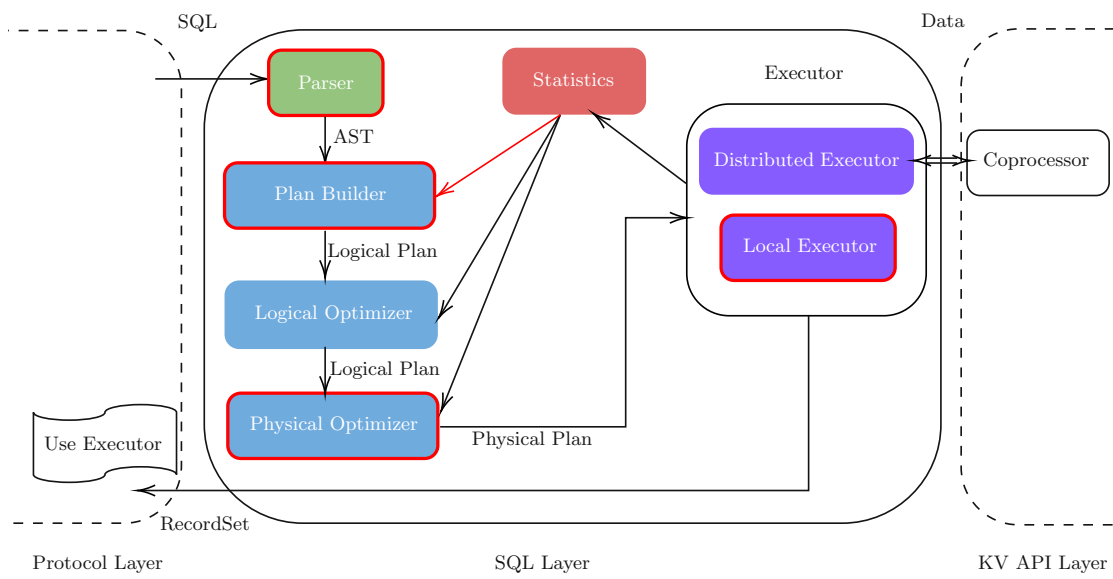 SQL
Data
Parser
Statistics
Executor
AST
Distributed Executor
Coprocessor
Plan Builder
Local Executor
Logical Plan
Logical Optimizer
Logical Plan
Physical Optimizer
Physical Plan
Use Executor
RecordSet
Protocol Layer
SQL Layer
KV API Layer